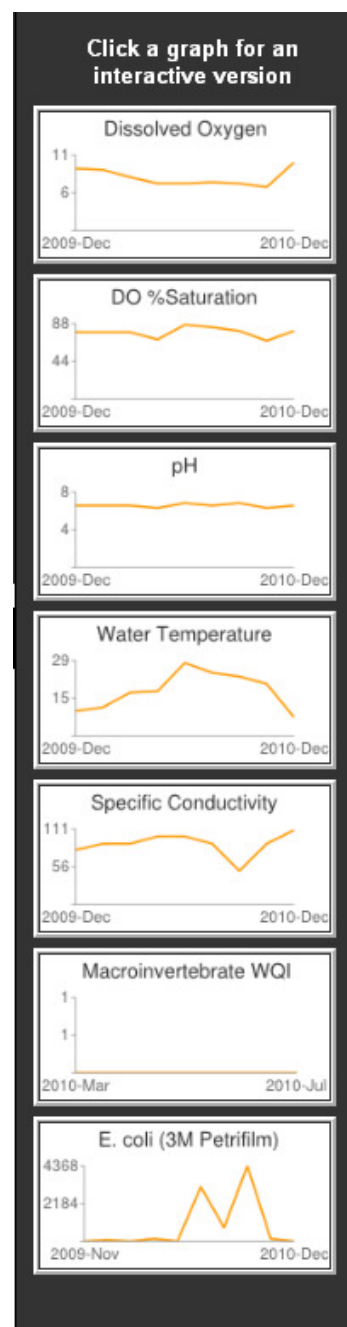 Click a graph for an
interactive version
Dissolved Oxygen
11
6
2009-Dec 2010-Dec
DO %Saturation
88
44
2009-Dec 2010-Dec
pH
8
4
2009-Dec 2010-Dec
Water Temperature
29
15
2009-Dec 2010-Dec
Specific Conductivity
111
56
2009-Dec 2010-Dec
Macroinvertebrate WQI
1
1
2010-Mar 2010-Jul
E. coli (3M Petrifilm)
4368
2184
2009-Nov 2010-Dec